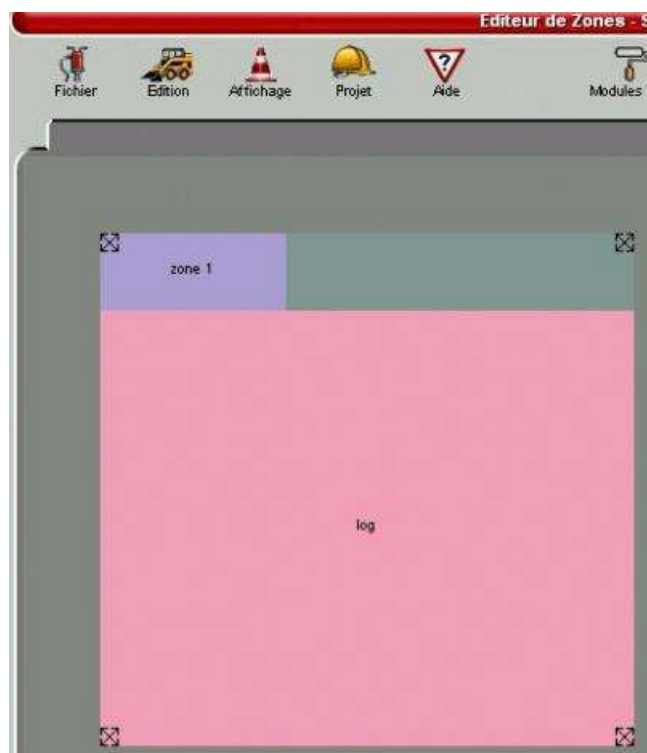 Editeur de Zones - S
Fichier
Edition
Affichage
Projet
Aide
Modules
?
zone 1
log